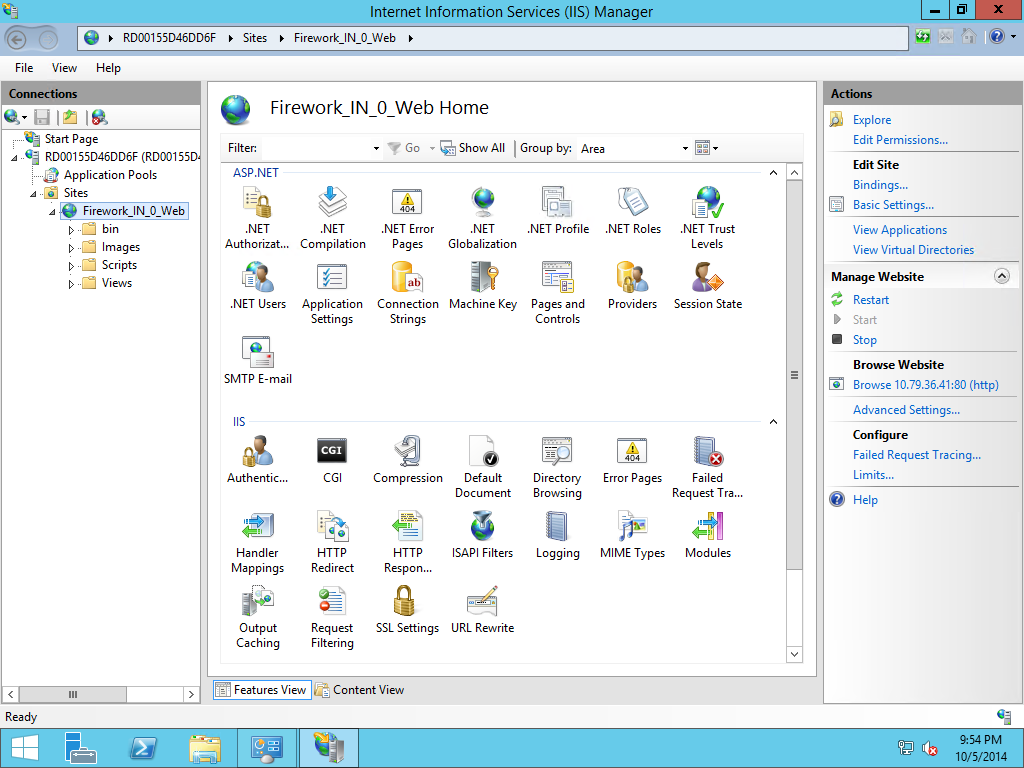 Internet Information Services (IIS) Manager
RD00155D46DD6F Sites Firework_IN_0_Web
File View Help
Connections
Start Page
RD00155D46DD6F (RD00155D4
Application Pools
Sites
Firework_IN_0_Web
bin
Images
Scripts
Views
Firework_IN_0_Web Home
Filter: Go Show All Group by: Area
ASP.NET
.NET Authorizat...
.NET Compilation
.NET Error Pages
.NET Globalization
.NET Profile
.NET Roles
.NET Trust Levels
.NET Users
Application Settings
Connection Strings
Machine Key
Pages and Controls
Providers
Session State
SMTP E-mail
IIS
Authentic...
CGI
Compression
Default Document
Directory Browsing
Error Pages
Failed Request Tra...
Handler Mappings
HTTP Redirect
HTTP Respon...
ISAPI Filters
Logging
MIME Types
Modules
Output Caching
Request Filtering
SSL Settings
URL Rewrite
Features View Content View
Actions
Explore
Edit Permissions...
Edit Site
Bindings...
Basic Settings...
View Applications
View Virtual Directories
Manage Website
Restart
Start
Stop
Browse Website
Browse 10.79.36.41:80 (http)
Advanced Settings...
Configure
Failed Request Tracing...
Limits...
Help
Ready
9:54 PM
10/5/2014